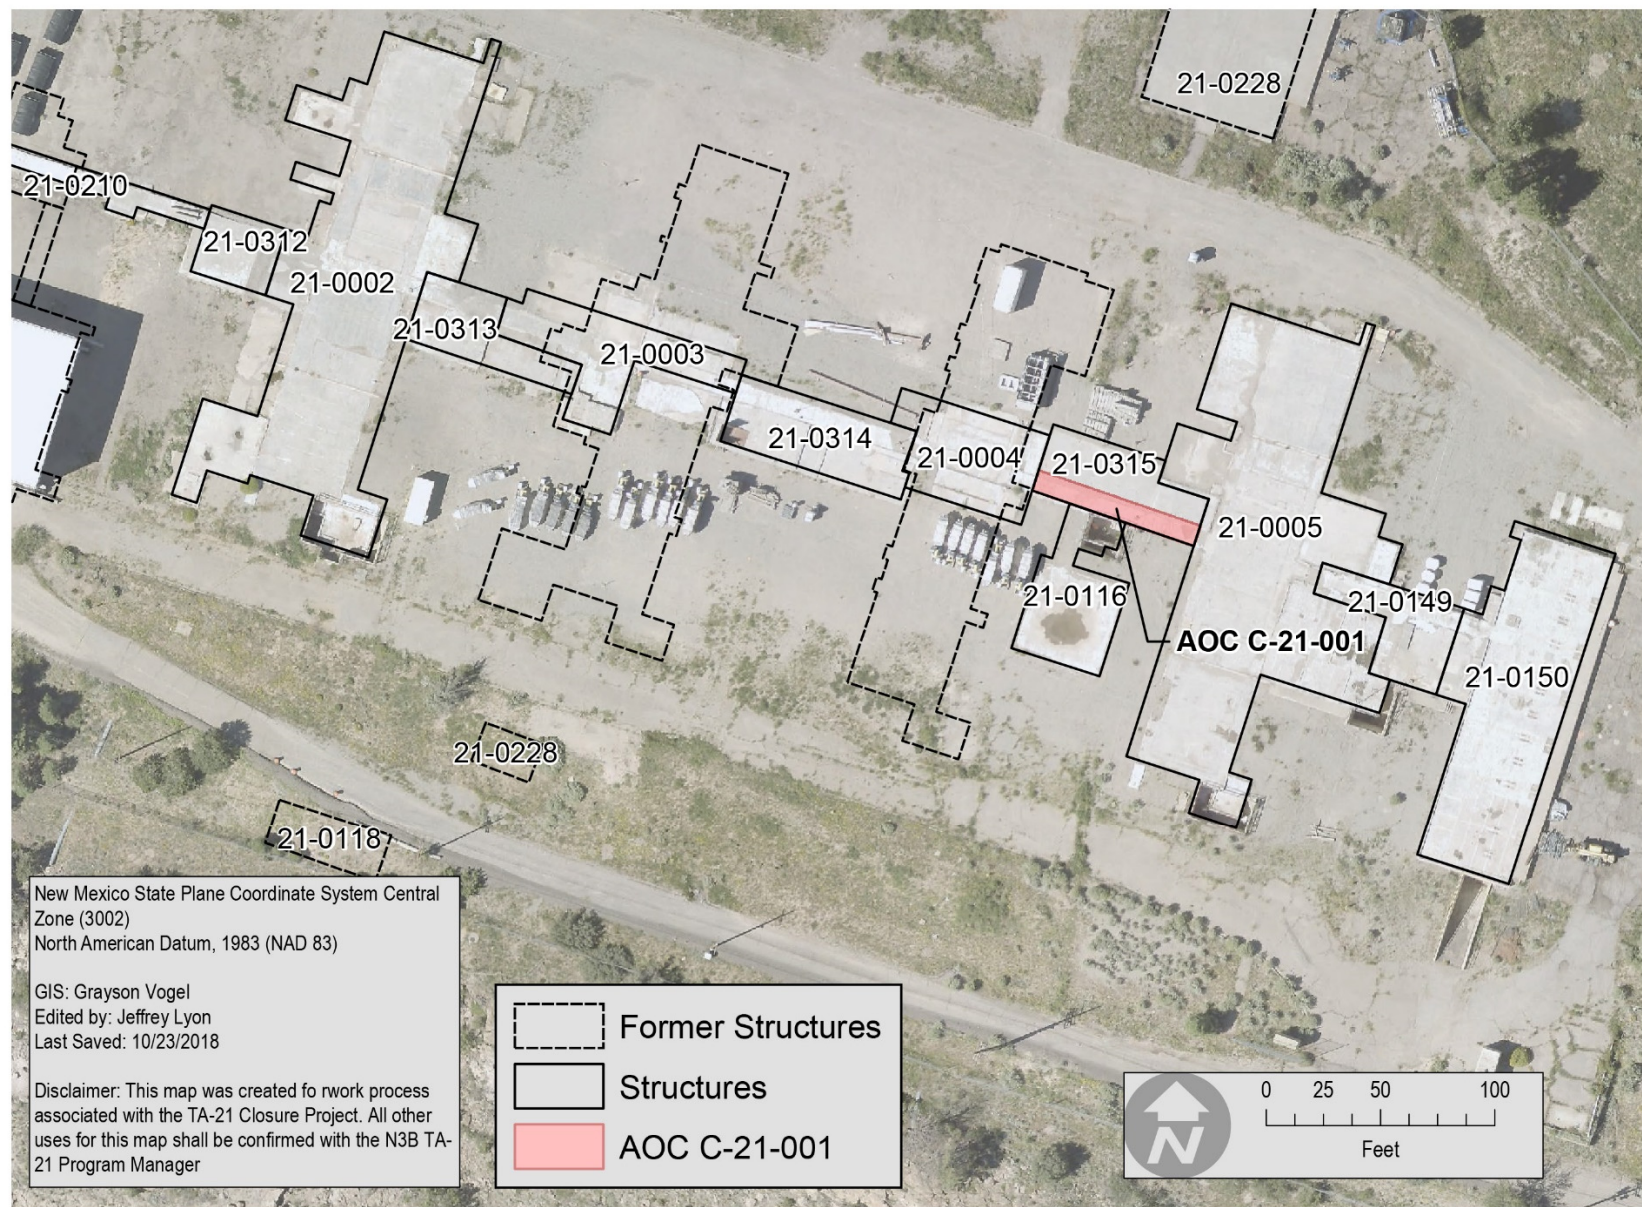 21-0228
21-0210
21-0312
21-0002
21-0313
21-0003
21-0314
21-0004
21-0315
21-0005
21-0116
21-0149
AOC C-21-001
21-0150
21-0228
21-0118
New Mexico State Plane Coordinate System Central
Zone (3002)
North American Datum, 1983 (NAD 83)
GIS: Grayson Vogel
Edited by: Jeffrey Lyon
Last Saved: 10/23/2018
Disclaimer: This map was created fo rwork process
associated with the TA-21 Closure Project. All other
uses for this map shall be confirmed with the N3B TA-
21 Program Manager
Former Structures
Structures
AOC C-21-001
N
0 25 50 100
Feet